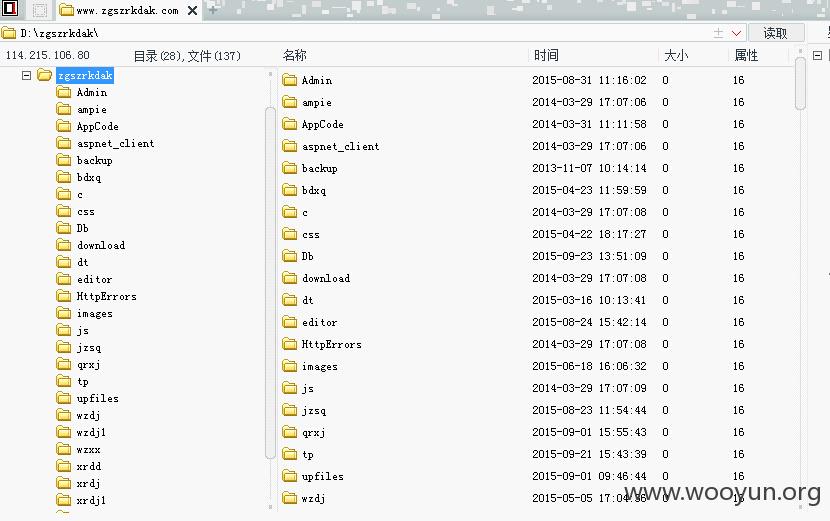 www.zgszrkdak.com
D:\zgszrkdak\
读取
114.215.106.80 目录(28),文件(137) 名称 时间 大小 属性
zgszrkdak
Admin
ampie
AppCode
aspnet_client
backup
bdxq
c
css
Db
download
dt
editor
HttpErrors
images
js
jzsq
qrxj
tp
upfiles
wzdj
wzdj1
wzxx
xrdd
xrdj
xrdj1
Admin 2015-08-31 11:16:02 0 16
ampie 2014-03-29 17:07:06 0 16
AppCode 2014-03-31 11:11:58 0 16
aspnet_client 2014-03-29 17:07:06 0 16
backup 2013-11-07 10:14:14 0 16
bdxq 2015-04-23 11:59:59 0 16
c 2014-03-29 17:07:08 0 16
css 2015-04-22 18:17:27 0 16
Db 2015-09-23 13:51:09 0 16
download 2014-03-29 17:07:08 0 16
dt 2015-03-16 10:13:41 0 16
editor 2015-08-24 15:42:14 0 16
HttpErrors 2014-03-29 17:07:08 0 16
images 2015-06-18 16:06:32 0 16
js 2014-03-29 17:07:09 0 16
jzsq 2015-08-23 11:54:44 0 16
qrxj 2015-09-01 15:55:43 0 16
tp 2015-09-21 15:43:39 0 16
upfiles 2015-09-01 09:46:44 0 16
wzdj 2015-05-05 17:04:36 0 16
www.wooyun.org